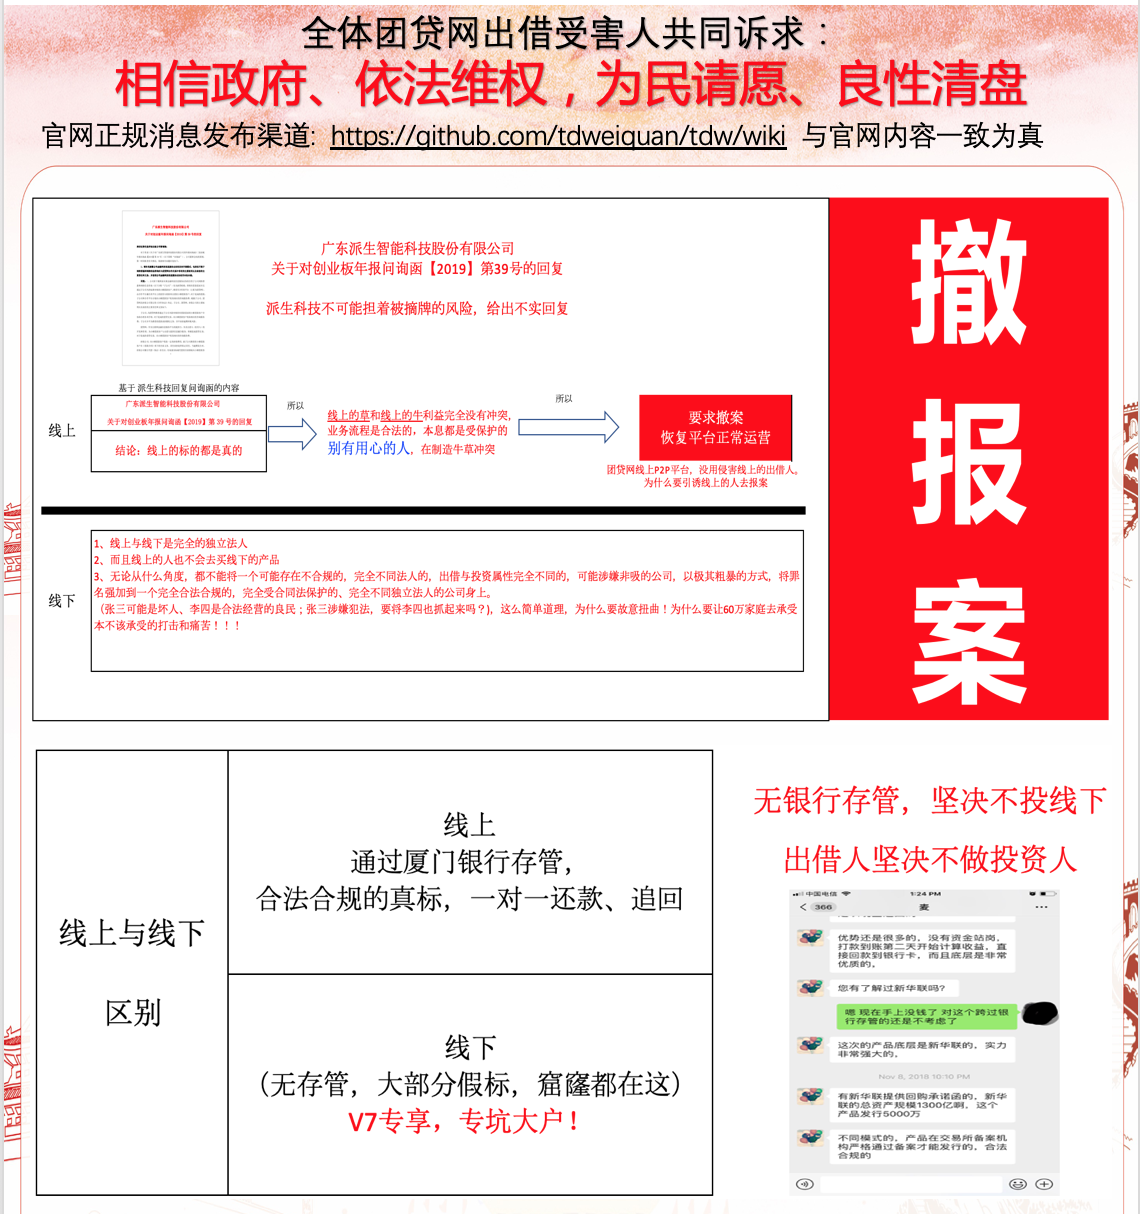 全体团贷网出借受害人共同诉求：
相信政府、依法维权，为民请愿、良性清盘
官网正规消息发布渠道: https://github.com/tdweiquan/tdw/wiki 与官网内容一致为真
广东派生智能科技股份有限公司
关于对创业板年报问询函【2019】第39号的回复
派生科技不可能担着被摘牌的风险，给出不实回复
撤
报
案
基于 派生科技回复问询函的内容
线上
广东派生智能科技股份有限公司
关于对创业板年报问询函【2019】第 39 号的回复
结论：线上的标的都是真的
所以
线上的草和线上的牛利益完全没有冲突,
业务流程是合法的，本息都是受保护的
别有用心的人，在制造牛草冲突
所以
要求撤案
恢复平台正常运营
团贷网线上P2P平台，没用侵害线上的出借人。
为什么要引诱线上的人去报案
线下
1、线上与线下是完全的独立法人
2、而且线上的人也不会去买线下的产品
3、无论从什么角度，都不能将一个可能存在不合规的，完全不同法人的，出借与投资属性完全不同的，可能涉嫌非吸的公司，以极其粗暴的方式，将罪
名强加到一个完全合法合规的，完全受合同法保护的、完全不同独立法人的公司身上。
（张三可能是坏人、李四是合法经营的良民；张三涉嫌犯法，要将李四也抓起来吗？)，这么简单道理，为什么要故意扭曲！为什么要让60万家庭去承受
本不该承受的打击和痛苦！！！
线上与线下
区别
线上
通过厦门银行存管，
合法合规的真标，一对一还款、追回
线下
（无存管，大部分假标，窟窿都在这）
V7专享，专坑大户！
无银行存管，坚决不投线下
出借人坚决不做投资人
中国电信
1:24 PM
366
麦
优势还是很多的，没有资金站岗，
打款到账第二天开始计算收益，直
接回款到银行卡，而且底层是非常
优质的。
您有了解过新华联吗?
嗯 现在手上没钱了 对这个跨过银
行存管的还是不考虑了
这次的产品底层是新华联的，实力
非常强大的。
Nov 8, 2018 10:10 PM
有新华联提供回购承诺函的，新华
联的总资产规模1300亿啊，这个
产品发行5000万
不同模式的，产品在交易所备案机
构严格通过备案才能发行的，合法
合规的